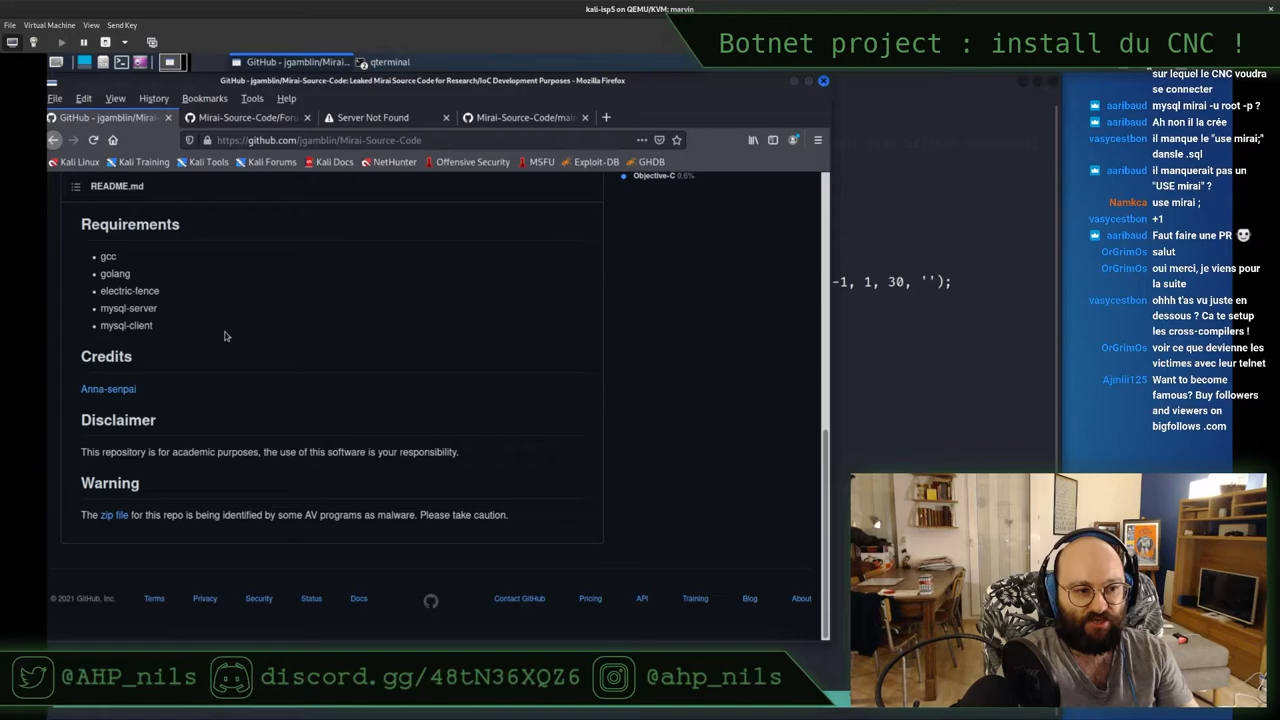 kali-isp5 on QEMU/KVM: marvin
File Virtual Machine View Send Key
Botnet project : install du CNC !
GitHub - jgamblin/Mirai... qterminal
GitHub - jgamblin/Mirai-Source-Code: Leaked Mirai Source Code for Research/IoC Development Purposes - Mozilla Firefox
File Edit View History Bookmarks Tools Help
GitHub - jgamblin/Mirai- Mirai-Source-Code/For Server Not Found Mirai-Source-Code/main
https://github.com/jgamblin/Mirai-Source-Code
Kali Linux Kali Training Kali Tools Kali Forums Kali Docs NetHunter Offensive Security MSFU Exploit-DB GHDB
README.md
Objective-C 0.6%
Requirements
gcc
golang
electric-fence
mysql-server
mysql-client
Credits
Anna-senpai
Disclaimer
This repository is for academic purposes, the use of this software is your responsibility.
Warning
The zip file for this repo is being identified by some AV programs as malware. Please take caution.
© 2021 GitHub, Inc. Terms Privacy Security Status Docs Contact GitHub Pricing API Training Blog About
-1, 1, 30, '');
sur lequel le CNC voudra
se connecter
aaribaud mysql mirai -u root -p ?
aaribaud Ah non il la crée
vasycestbon il manque le "use mirai;"
dansle .sql
aaribaud il manquerait pas un
"USE mirai" ?
Namkca use mirai ;
vasycestbon +1
aaribaud Faut faire une PR
OrGrimOs salut
OrGrimOs oui merci, je viens pour
la suite
vasycestbon ohhh t'as vu juste en
dessous ? Ca te setup
les cross-compilers !
OrGrimOs voir ce que devienne les
victimes avec leur telnet
Ajmili125 Want to become
famous? Buy followers
and viewers on
bigfollows .com
@AHP_nils discord.gg/48tN36XQZ6 @ahp_nils